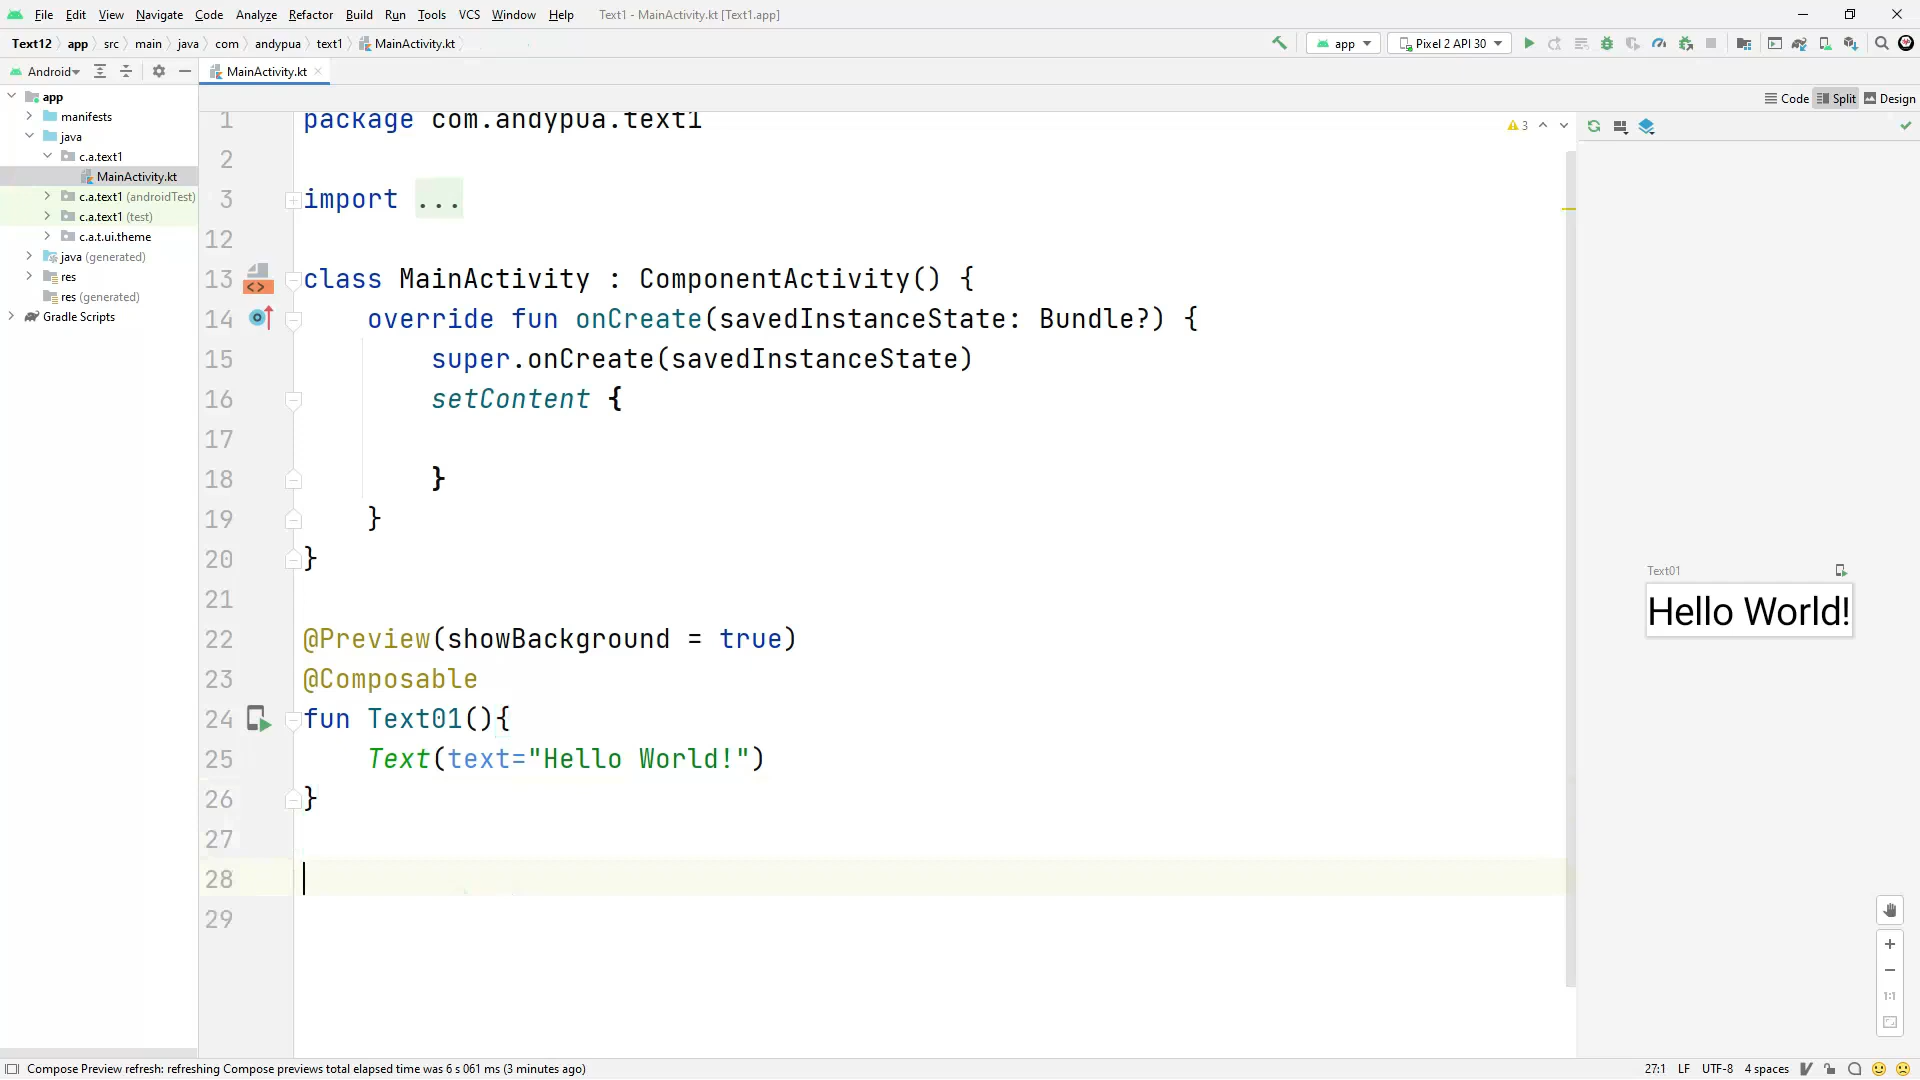 File Edit View Navigate Code Analyze Refactor Build Run Tools VCS Window Help Text1 - MainActivity.kt [Text1.app]
Text12 app src main java com andypua text1 MainActivity.kt app Pixel 2 API 30
Android MainActivity.kt
Code Split Design
app
manifests
java
c.a.text1
MainActivity.kt
c.a.text1 (androidTest)
c.a.text1 (test)
c.a.t.ui.theme
java (generated)
res
res (generated)
Gradle Scripts
3
1 package com.andypua.text1
2
3 import ...
12
13 class MainActivity : ComponentActivity() {
14 override fun onCreate(savedInstanceState: Bundle?) {
15 super.onCreate(savedInstanceState)
16 setContent {
17
18 }
19 }
20 }
21
22 @Preview(showBackground = true)
23 @Composable
24 fun Text01(){
25 Text(text="Hello World!")
26 }
27
28
29
Text01
Hello World!
1:1
Compose Preview refresh: refreshing Compose previews total elapsed time was 6 s 061 ms (3 minutes ago) 27:1 LF UTF-8 4 spaces